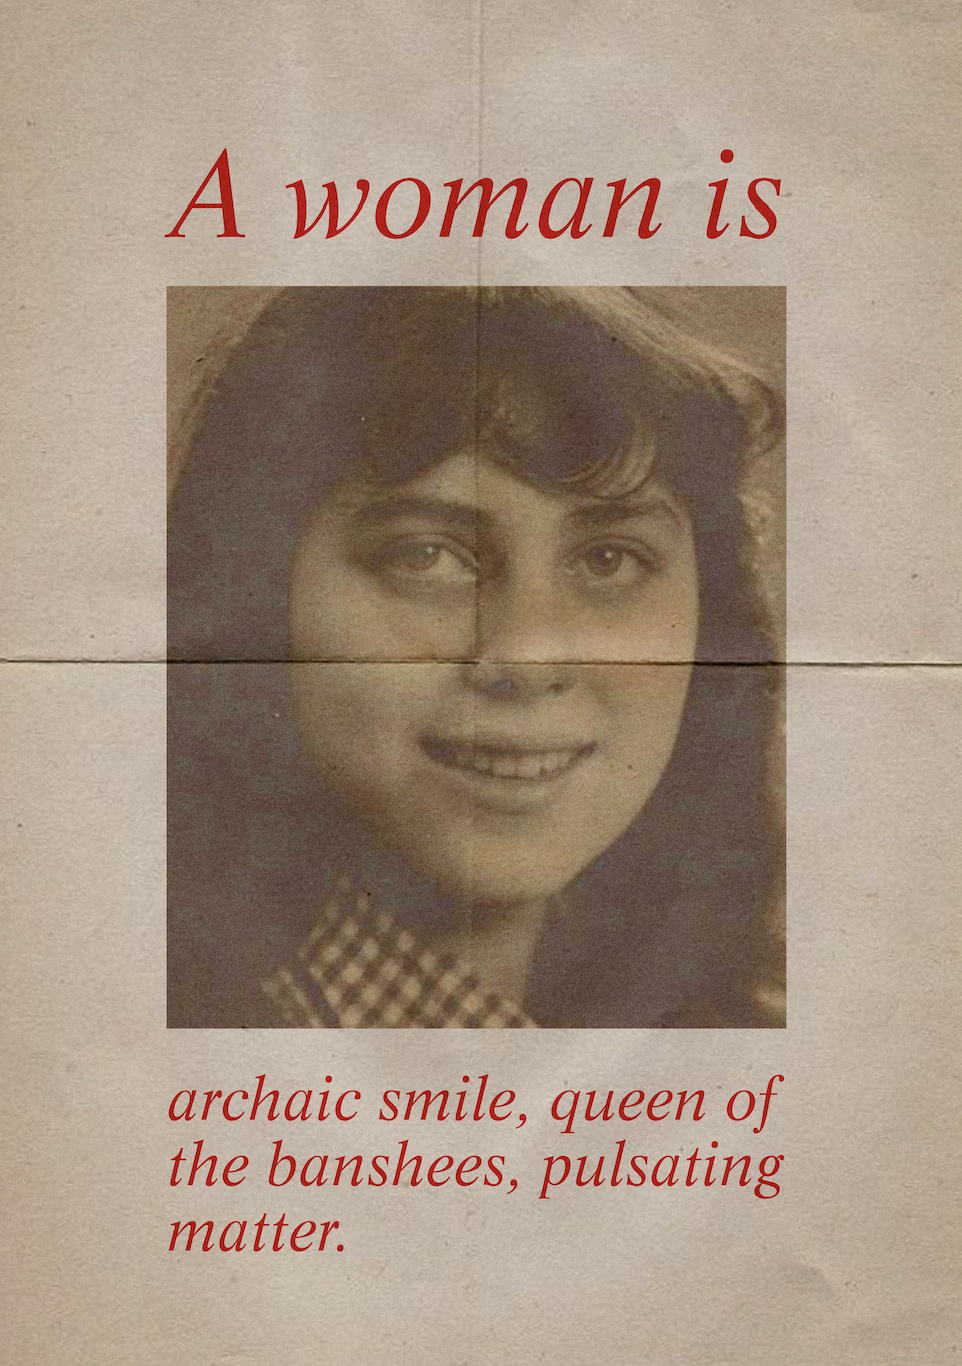 A woman is
archaic smile, queen of
the banshees, pulsating
matter.